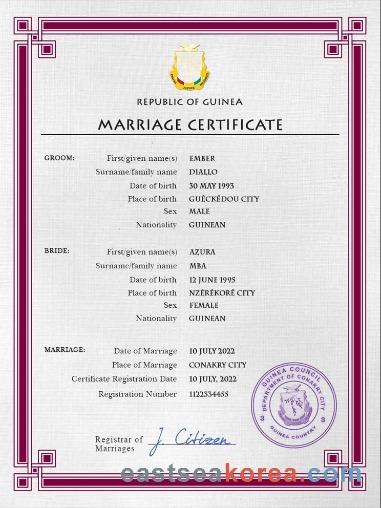 REPUBLIC OF GUINEA
MARRIAGE CERTIFICATE
GROOM: First/given name(s) EMBER
Surname/family name DIALLO
Date of birth 30 MAY 1993
Place of birth GUÉCKÉDOU CITY
Sex MALE
Nationality GUINEAN
BRIDE: First/given name(s) AZURA
Surname/family name MBA
Date of birth 12 JUNE 1995
Place of birth NZÉRÉKORÉ CITY
Sex FEMALE
Nationality GUINEAN
MARRIAGE: Date of Marriage 10 JULY 2022
Place of Marriage CONAKRY CITY
Certificate Registration Date 10 JULY, 2022
Registration Number 1122334455
GUINEA COUNCIL
DEPARTMENT OF CONAKRY CITY
GUINEA COUNTRY
Registrar of Marriages J. Citizen
eastseakorea.com